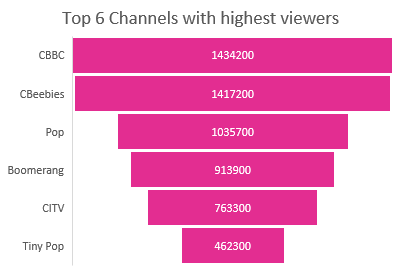 Top 6 Channels with highest viewers
CBBC 1434200
CBeebies 1417200
Pop 1035700
Boomerang 913900
CITV 763300
Tiny Pop 462300